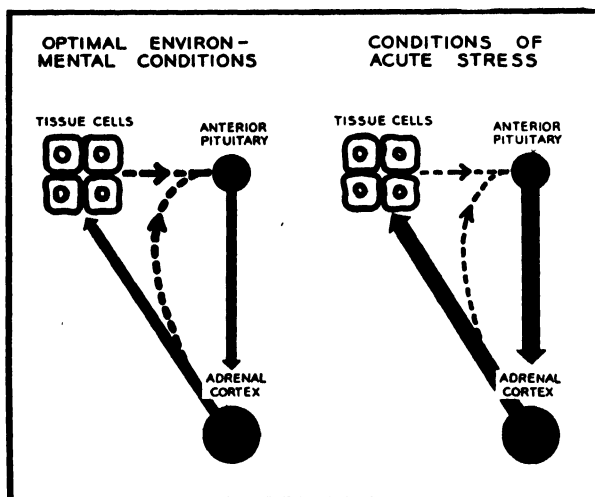 OPTIMAL ENVIRON-
MENTAL CONDITIONS
TISSUE CELLS
ANTERIOR
PITUITARY
ADRENAL
CORTEX
CONDITIONS OF
ACUTE STRESS
TISSUE CELLS
ANTERIOR
PITUITARY
ADRENAL
CORTEX